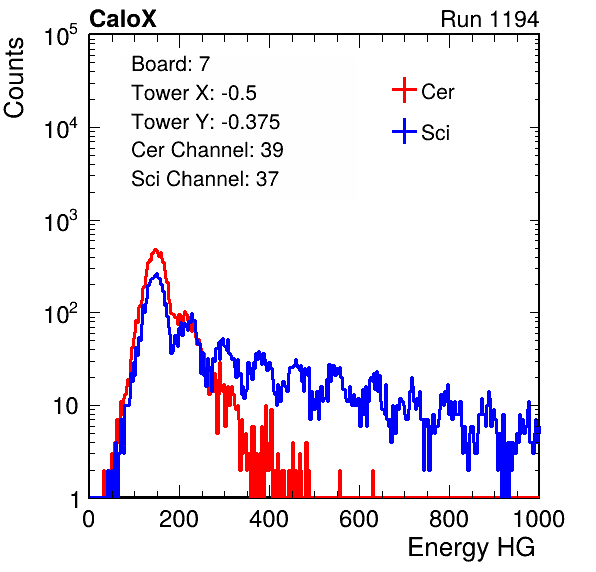 CaloX Run 1194
Counts
Board: 7
Tower X: -0.5
Tower Y: -0.375
Cer Channel: 39
Sci Channel: 37
Cer
Sci
10^5
10^4
10^3
10^2
10
1
0 200 400 600 800 1000
Energy HG